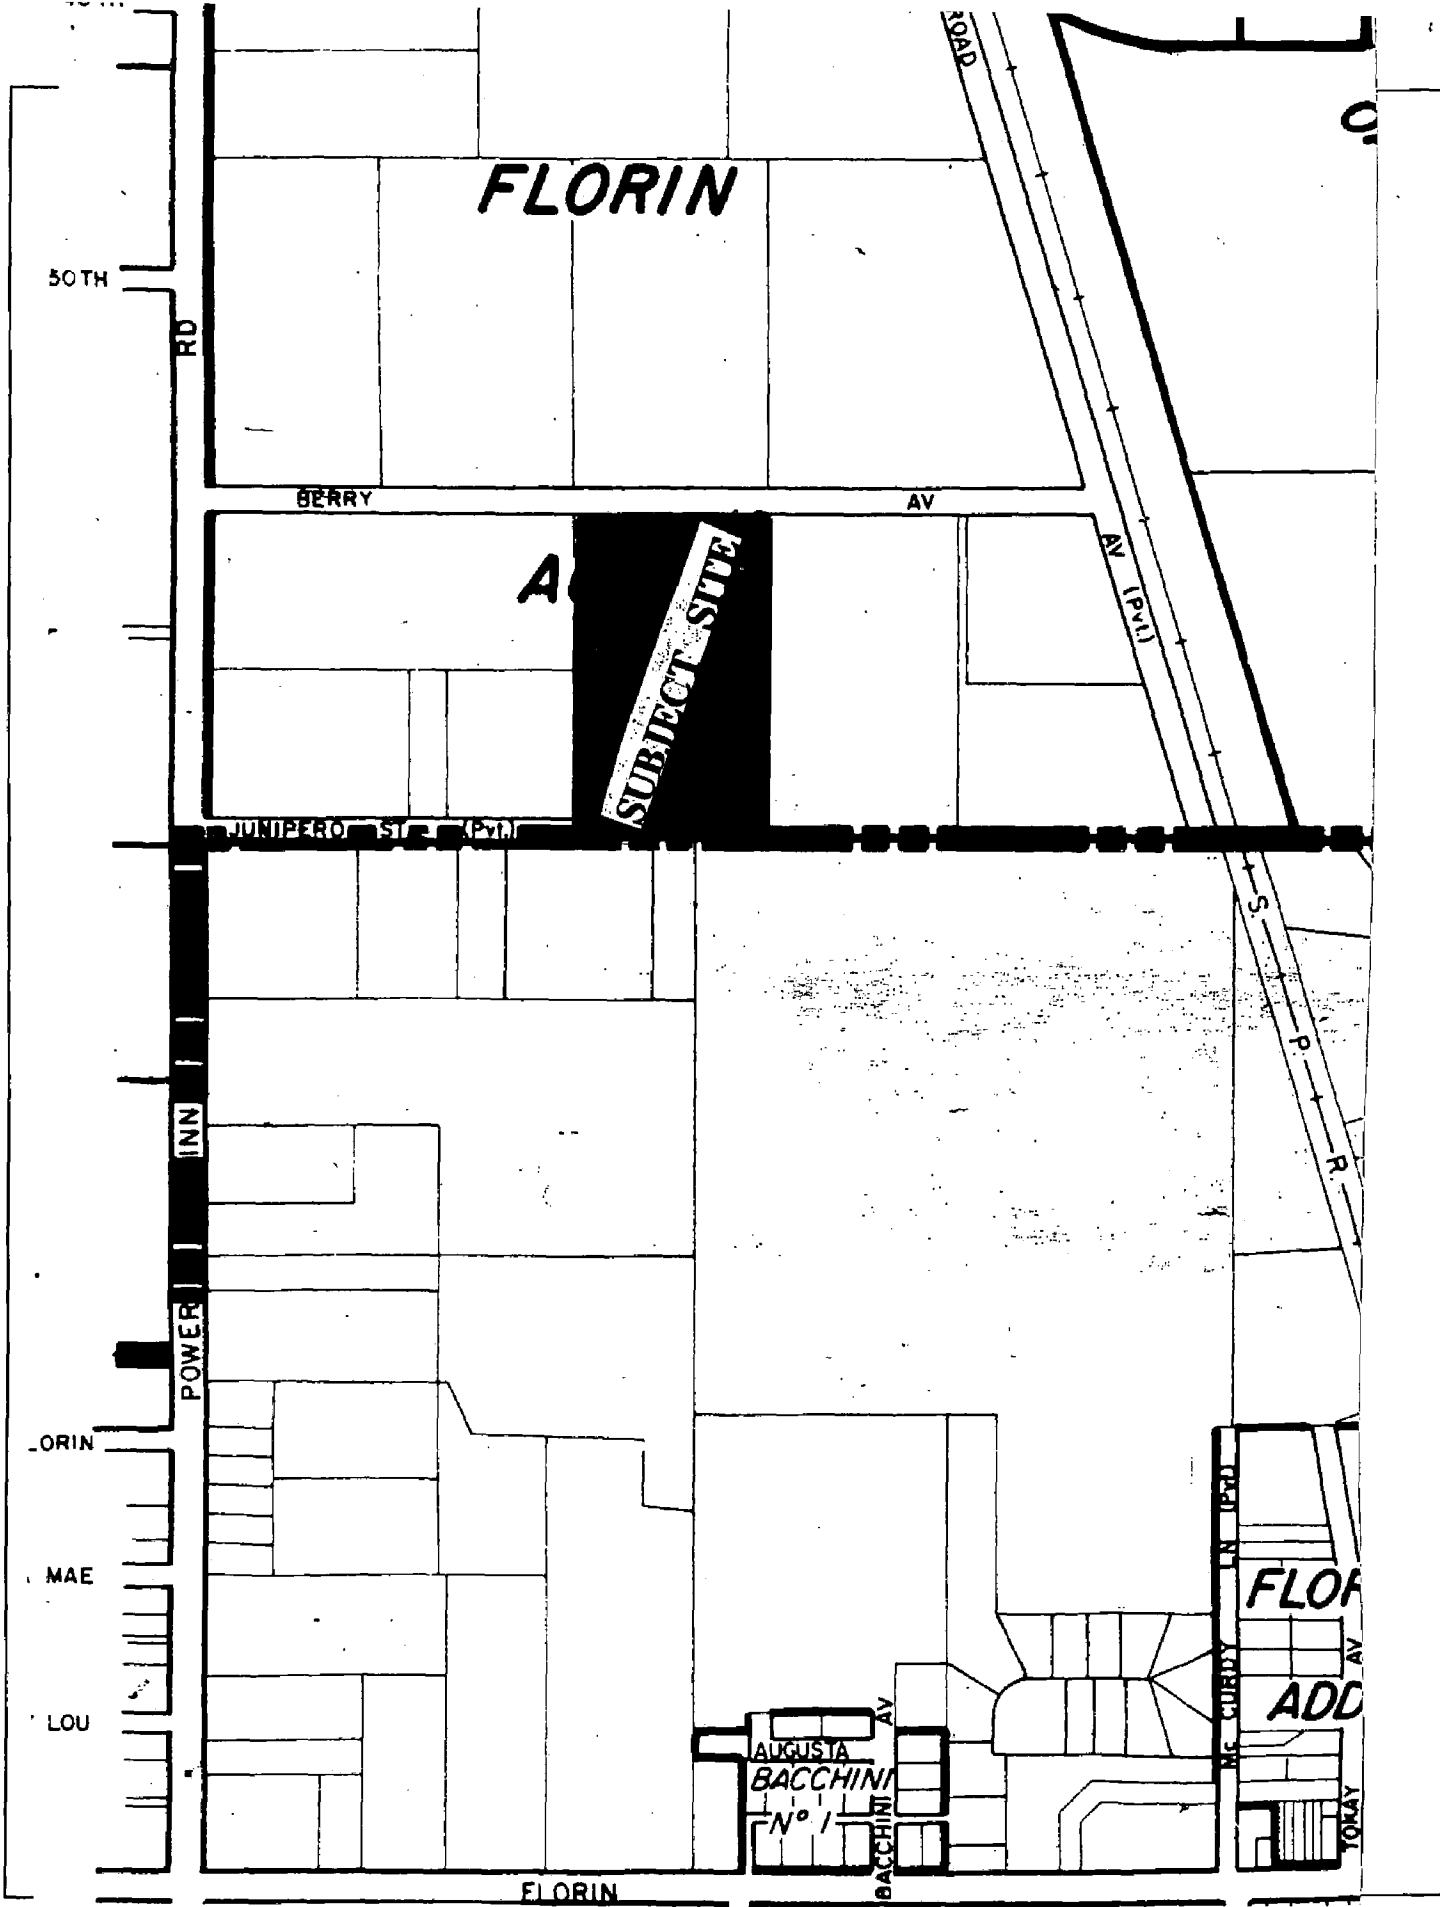 ROAD
FLORIN
50TH
RD
BERRY AV
AV (Pvt.)
SUBJECT SITE
JUNIPERO ST (Pvt.)
S. P. R.
INN
POWER
ORIN
MAE
LOU
Mc CURDY LN (Pvt.)
FLOR
AV
ADD
AV
AUGUSTA
BACCHINI
Nº 1
BACCHINI
TOKAY
FLORIN